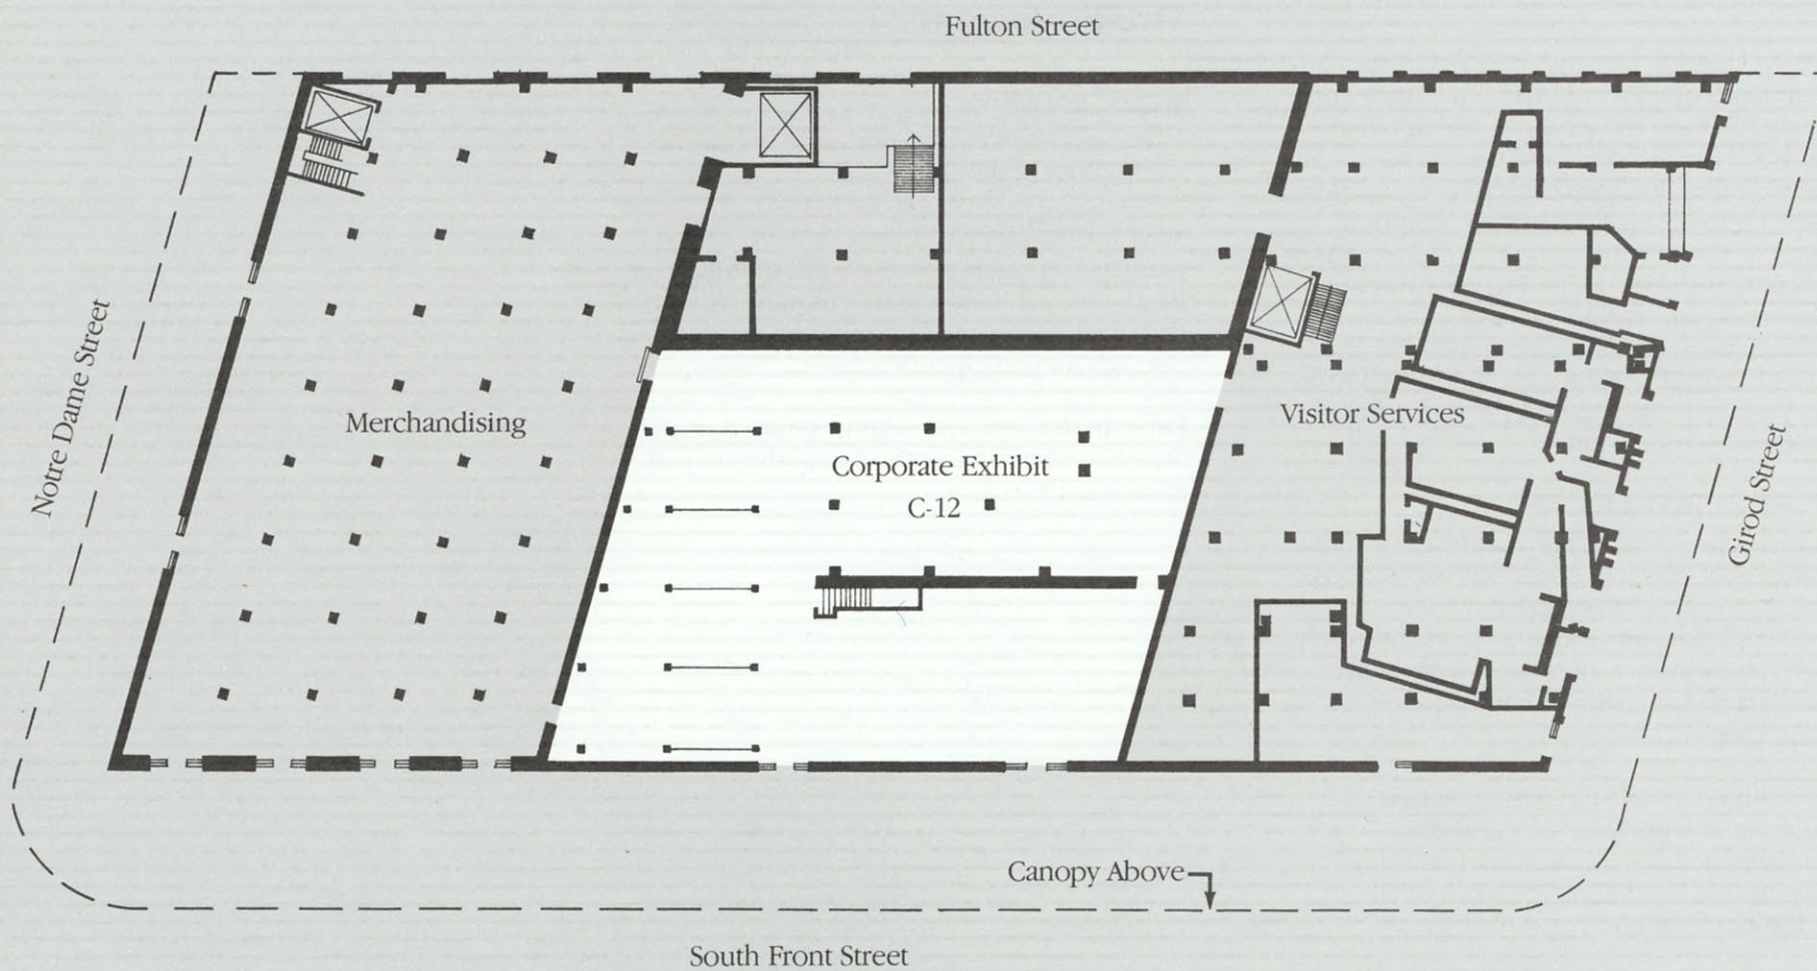 Fulton Street
Notre Dame Street
Merchandising
Corporate Exhibit
C-12
Visitor Services
Girod Street
Canopy Above
South Front Street